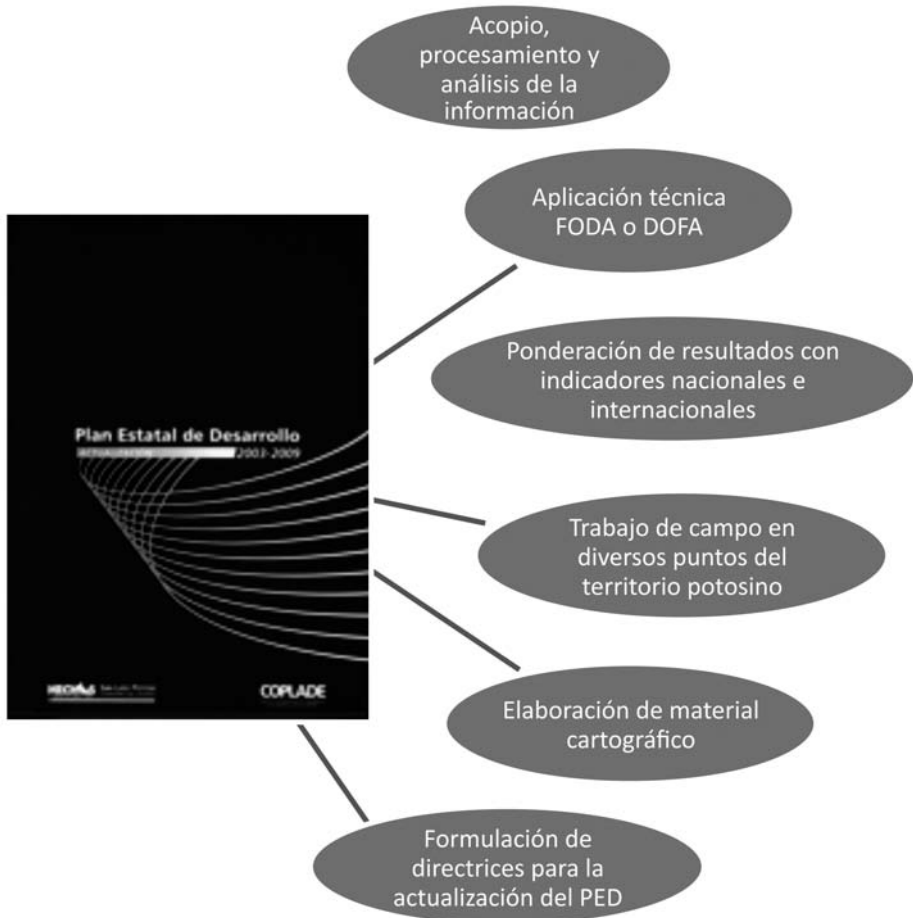 Acopio,
procesamiento y
análisis de la
información
Aplicación técnica
FODA o DOFA
Ponderación de resultados con
indicadores nacionales e
internacionales
Plan Estatal de Desarrollo
ACTUALIZACIÓN 2003-2009
Trabajo de campo en
diversos puntos del
territorio potosino
COPLADE
Elaboración de material
cartográfico
Formulación de
directrices para la
actualización del PED